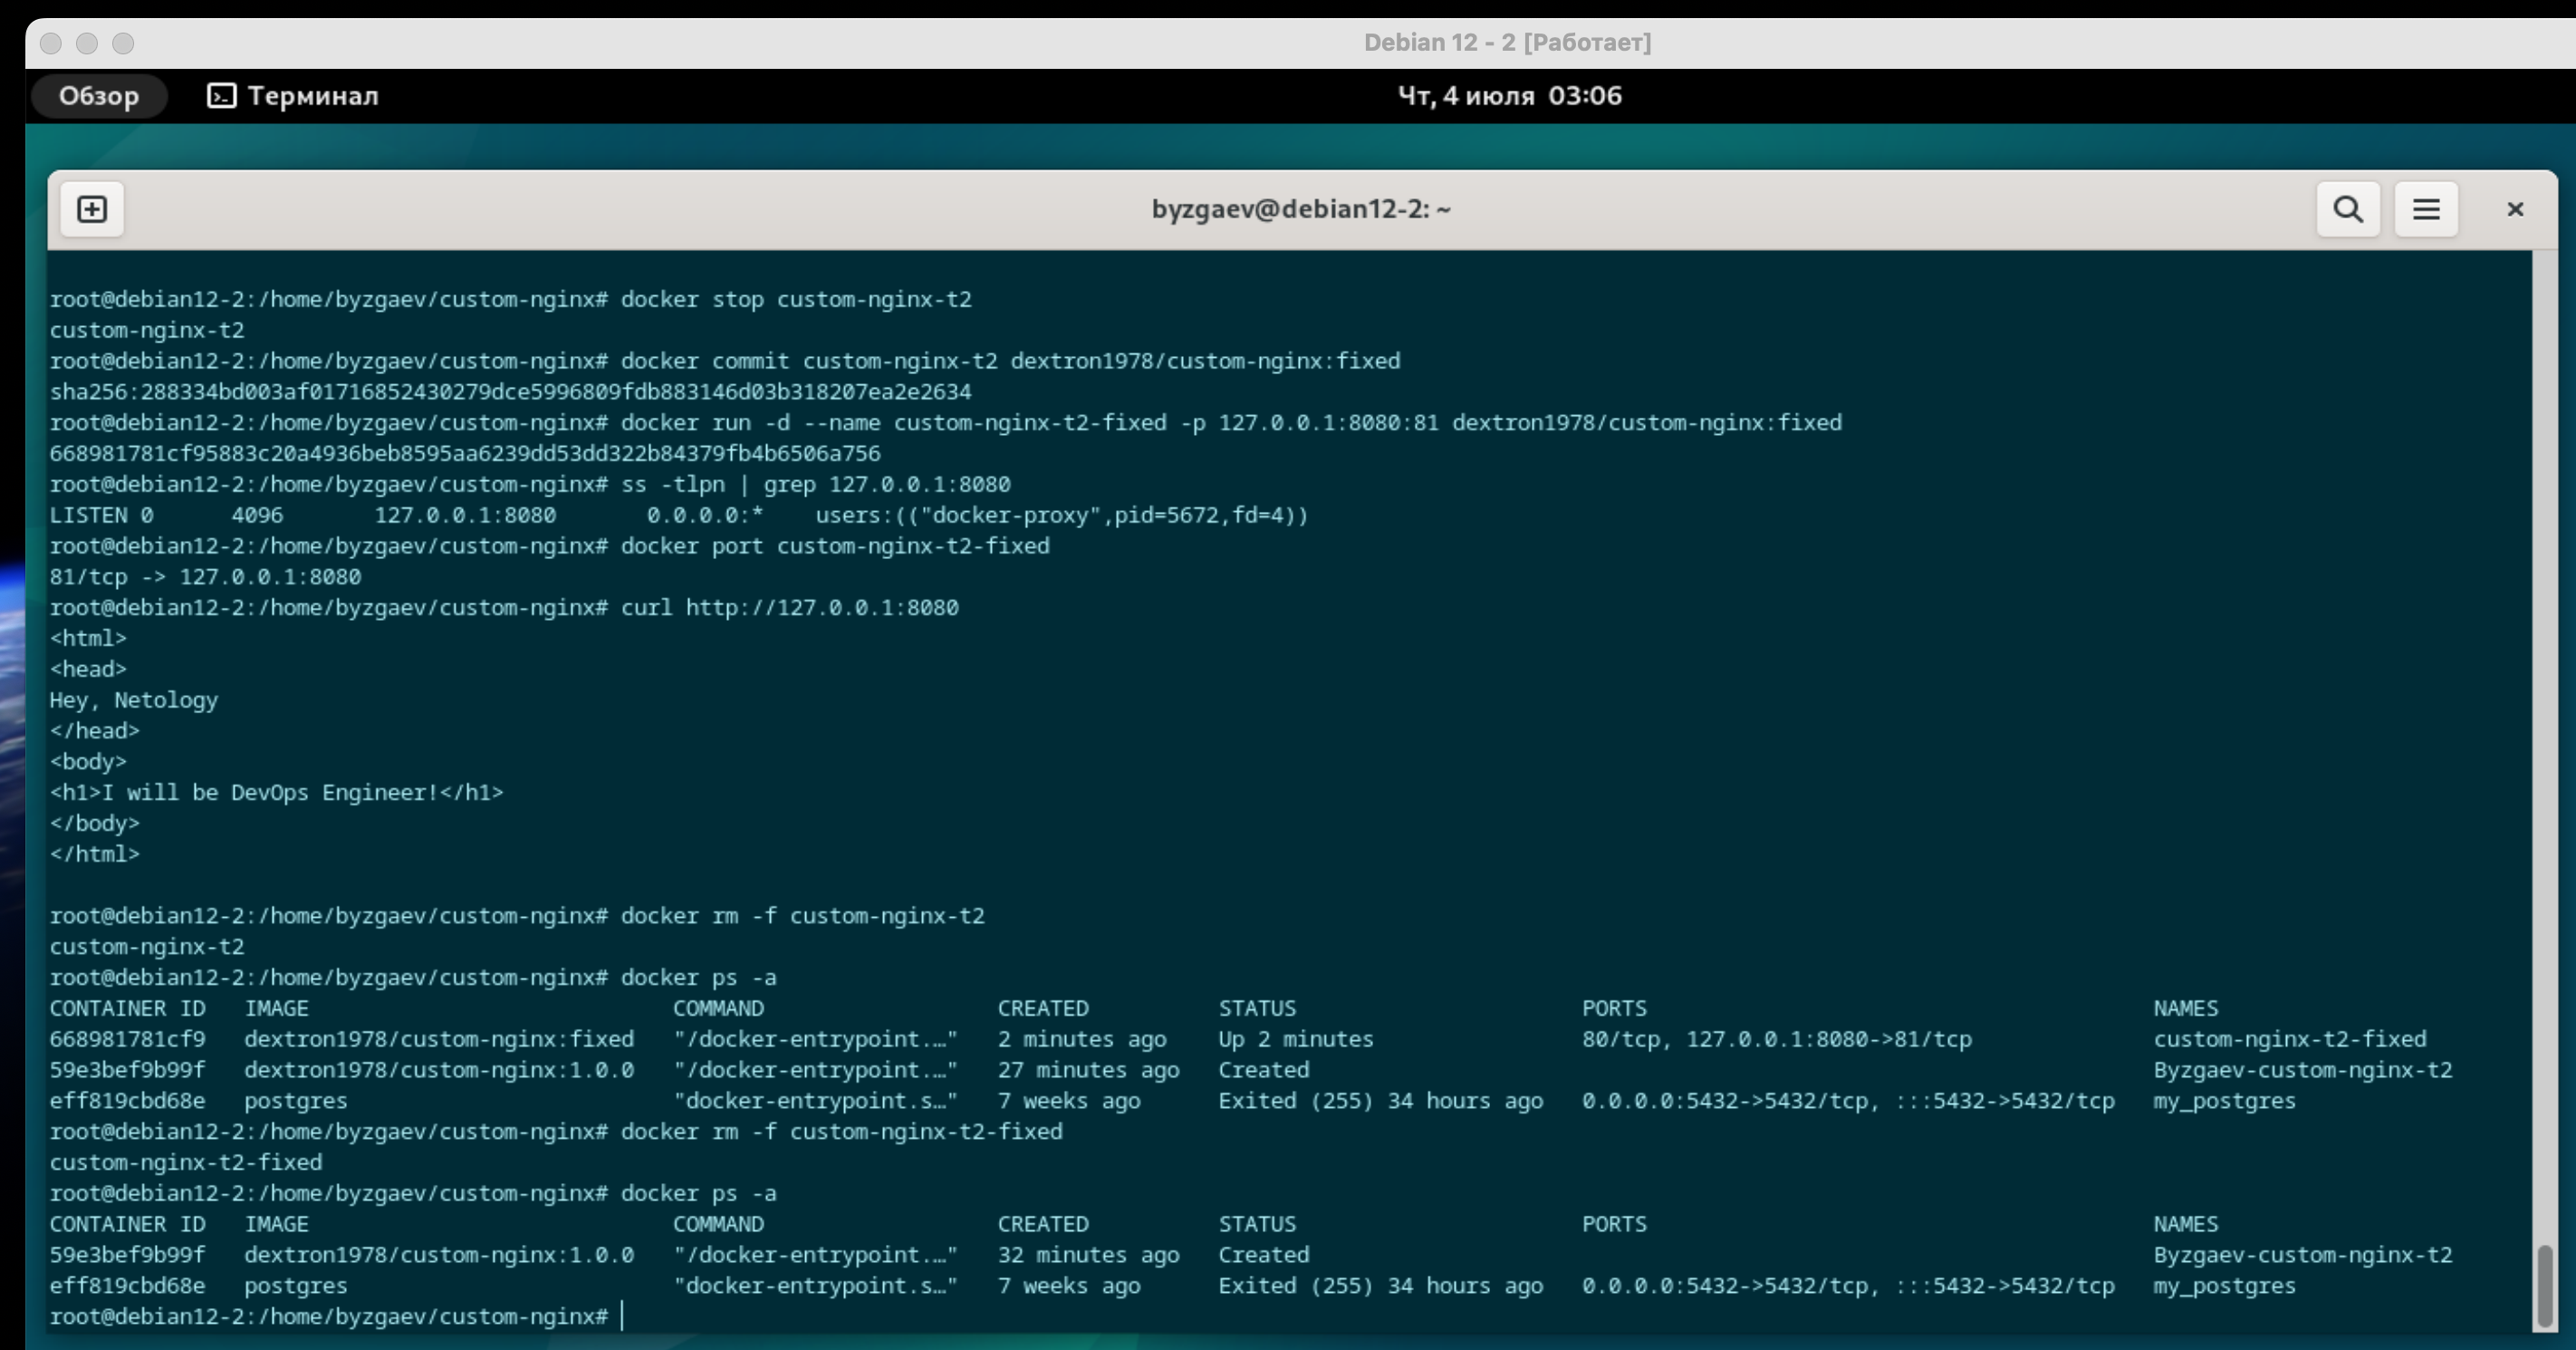 Debian 12 - 2 [Работает]
Обзор Терминал Чт, 4 июля 03:06
byzgaev@debian12-2: ~
root@debian12-2:/home/byzgaev/custom-nginx# docker stop custom-nginx-t2
custom-nginx-t2
root@debian12-2:/home/byzgaev/custom-nginx# docker commit custom-nginx-t2 dextron1978/custom-nginx:fixed
sha256:288334bd003af01716852430279dce5996809fdb883146d03b318207ea2e2634
root@debian12-2:/home/byzgaev/custom-nginx# docker run -d --name custom-nginx-t2-fixed -p 127.0.0.1:8080:81 dextron1978/custom-nginx:fixed
668981781cf95883c20a4936beb8595aa6239dd53dd322b84379fb4b6506a756
root@debian12-2:/home/byzgaev/custom-nginx# ss -tlpn | grep 127.0.0.1:8080
LISTEN 0      4096       127.0.0.1:8080       0.0.0.0:*    users:(("docker-proxy",pid=5672,fd=4))
root@debian12-2:/home/byzgaev/custom-nginx# docker port custom-nginx-t2-fixed
81/tcp -> 127.0.0.1:8080
root@debian12-2:/home/byzgaev/custom-nginx# curl http://127.0.0.1:8080
<html>
<head>
Hey, Netology
</head>
<body>
<h1>I will be DevOps Engineer!</h1>
</body>
</html>
root@debian12-2:/home/byzgaev/custom-nginx# docker rm -f custom-nginx-t2
custom-nginx-t2
root@debian12-2:/home/byzgaev/custom-nginx# docker ps -a
CONTAINER ID   IMAGE                            COMMAND                  CREATED          STATUS                      PORTS                                       NAMES
668981781cf9   dextron1978/custom-nginx:fixed   "/docker-entrypoint.…"   2 minutes ago    Up 2 minutes                80/tcp, 127.0.0.1:8080->81/tcp              custom-nginx-t2-fixed
59e3bef9b99f   dextron1978/custom-nginx:1.0.0   "/docker-entrypoint.…"   27 minutes ago   Created                                                                 Byzgaev-custom-nginx-t2
eff819cbd68e   postgres                         "docker-entrypoint.s…"   7 weeks ago      Exited (255) 34 hours ago   0.0.0.0:5432->5432/tcp, :::5432->5432/tcp   my_postgres
root@debian12-2:/home/byzgaev/custom-nginx# docker rm -f custom-nginx-t2-fixed
custom-nginx-t2-fixed
root@debian12-2:/home/byzgaev/custom-nginx# docker ps -a
CONTAINER ID   IMAGE                            COMMAND                  CREATED          STATUS                      PORTS                                       NAMES
59e3bef9b99f   dextron1978/custom-nginx:1.0.0   "/docker-entrypoint.…"   32 minutes ago   Created                                                                 Byzgaev-custom-nginx-t2
eff819cbd68e   postgres                         "docker-entrypoint.s…"   7 weeks ago      Exited (255) 34 hours ago   0.0.0.0:5432->5432/tcp, :::5432->5432/tcp   my_postgres
root@debian12-2:/home/byzgaev/custom-nginx#